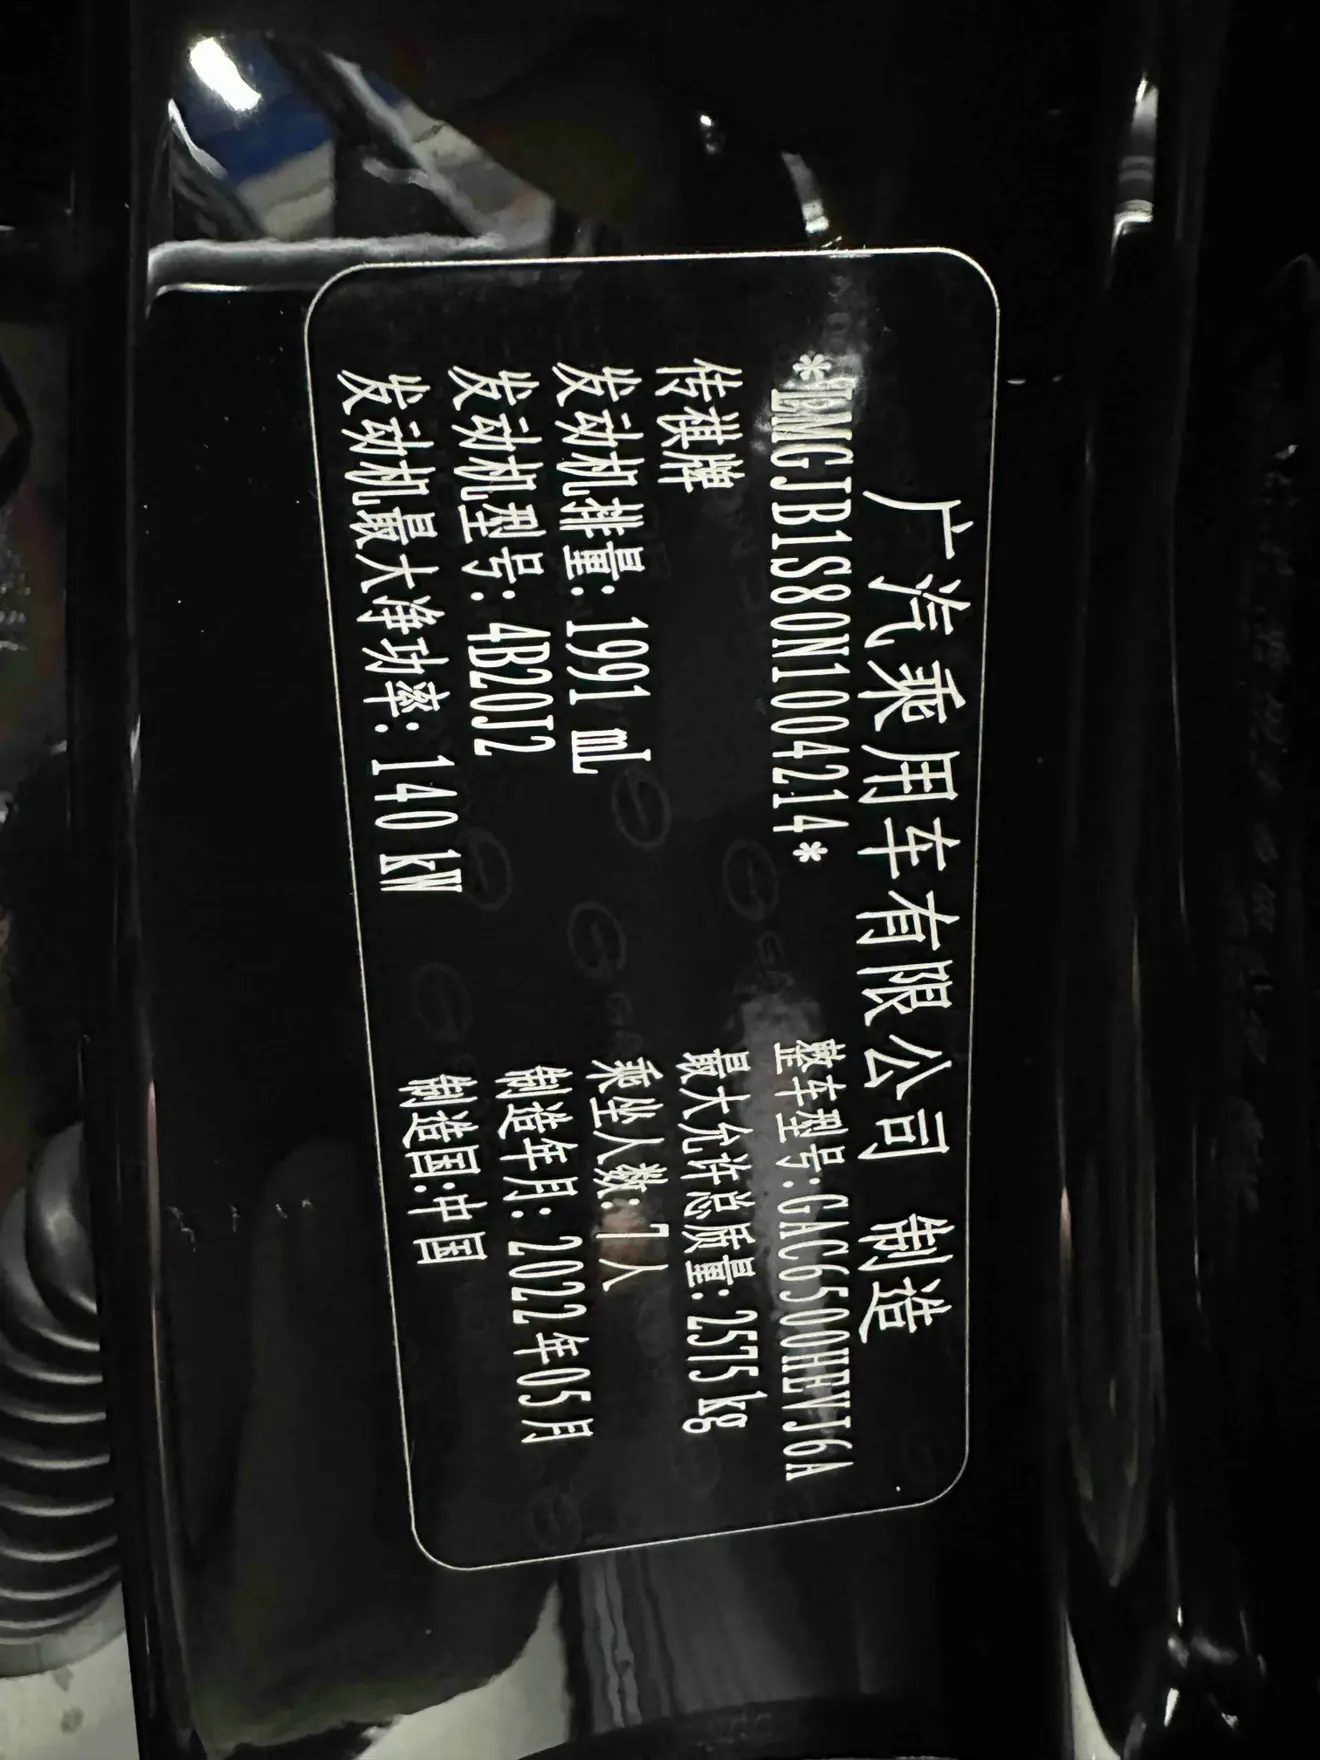 广汽乘用车有限公司 制造
*LMGJB1S80N1004214*
整车型号:GAC6500HEVJ6A
传祺牌
最大允许总质量: 2575 kg
发动机排量: 1991 mL
乘坐人数: 7人
发动机型号: 4B20J2
制造年月: 2022年05月
发动机最大净功率: 140 kW
制造国:中国